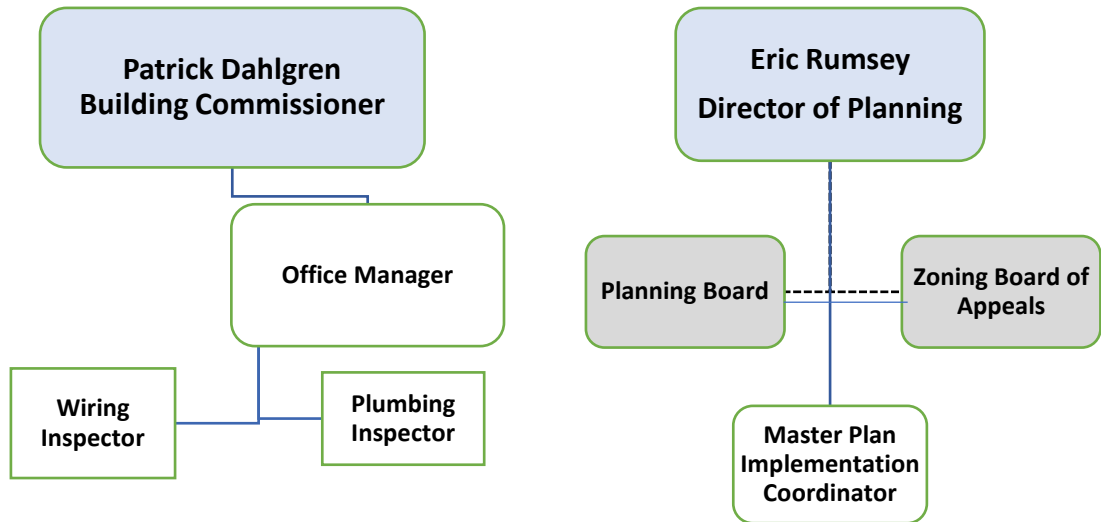 Patrick Dahlgren
Building Commissioner
Eric Rumsey
Director of Planning
Office Manager
Planning Board
Zoning Board of
Appeals
Wiring
Inspector
Plumbing
Inspector
Master Plan
Implementation
Coordinator